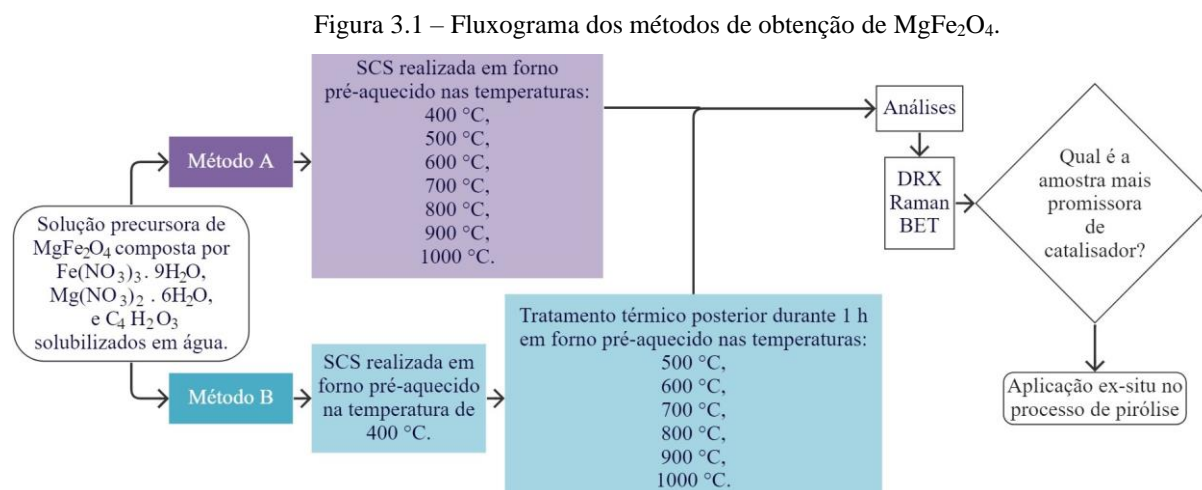 Figura 3.1 – Fluxograma dos métodos de obtenção de MgFe₂O₄.
Solução precursora de
MgFe₂O₄ composta por
Fe(NO₃)₃ . 9H₂O,
Mg(NO₃)₂ . 6H₂O,
e C₄ H₂O₃
solubilizados em água.
Método A
SCS realizada em forno
pré-aquecido nas temperaturas:
400 °C,
500 °C,
600 °C,
700 °C,
800 °C,
900 °C,
1000 °C.
Método B
SCS realizada em
forno pré-aquecido
na temperatura de
400 °C.
Tratamento térmico posterior durante 1 h
em forno pré-aquecido nas temperaturas:
500 °C,
600 °C,
700 °C,
800 °C,
900 °C,
1000 °C.
Análises
DRX
Raman
BET
Qual é a
amostra mais
promissora
de
catalisador?
Aplicação ex-situ no
processo de pirólise